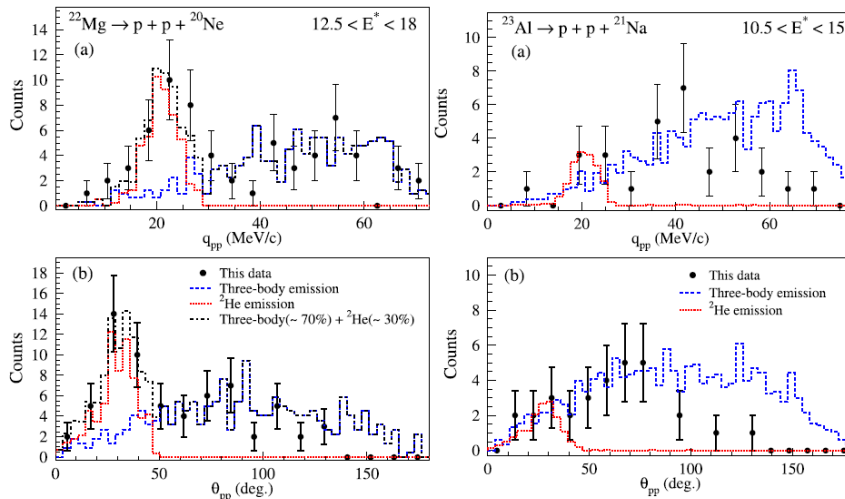 ²²Mg → p + p + ²⁰Ne 12.5 < E* < 18
(a)
Counts
14
12
10
8
6
4
2
0
20 40 60
q_pp (MeV/c)
²³Al → p + p + ²¹Na 10.5 < E* < 15
(a)
Counts
10
8
6
4
2
0
0 20 40 60
q_pp (MeV/c)
(b)
This data
Three-body emission
²He emission
Three-body(~ 70%) + ²He(~ 30%)
Counts
18
16
14
12
10
8
6
4
2
0
0 50 100 150
θ_pp (deg.)
(b)
This data
Three-body emission
²He emission
Counts
10
8
6
4
2
0
0 50 100 150
θ_pp (deg.)